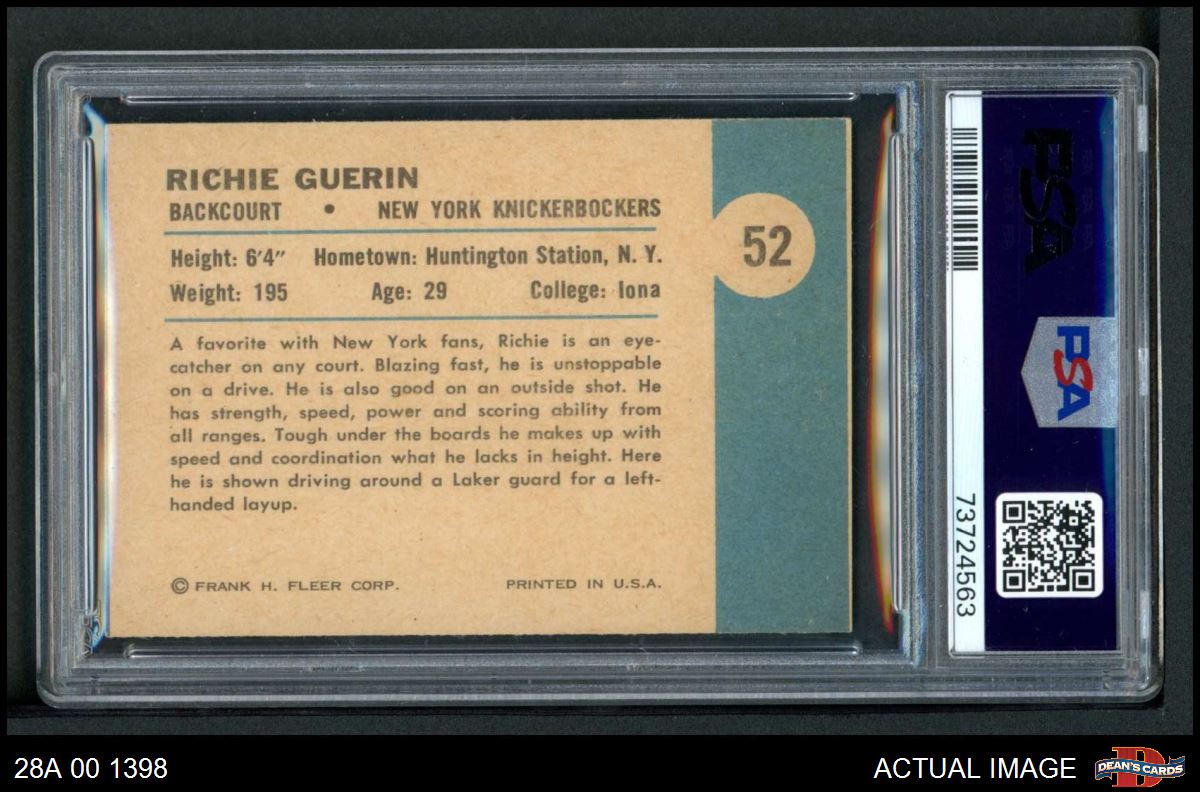 RICHIE GUERIN
BACKCOURT • NEW YORK KNICKERBOCKERS
Height: 6'4" Hometown: Huntington Station, N. Y.
Weight: 195 Age: 29 College: Iona
A favorite with New York fans, Richie is an eye-
catcher on any court. Blazing fast, he is unstoppable
on a drive. He is also good on an outside shot. He
has strength, speed, power and scoring ability from
all ranges. Tough under the boards he makes up with
speed and coordination what he lacks in height. Here
he is shown driving around a Laker guard for a left-
handed layup.
© FRANK H. FLEER CORP. PRINTED IN U.S.A.
52
PSA
PSA
73724563
28A 00 1398
ACTUAL IMAGE
DEAN'S CARDS